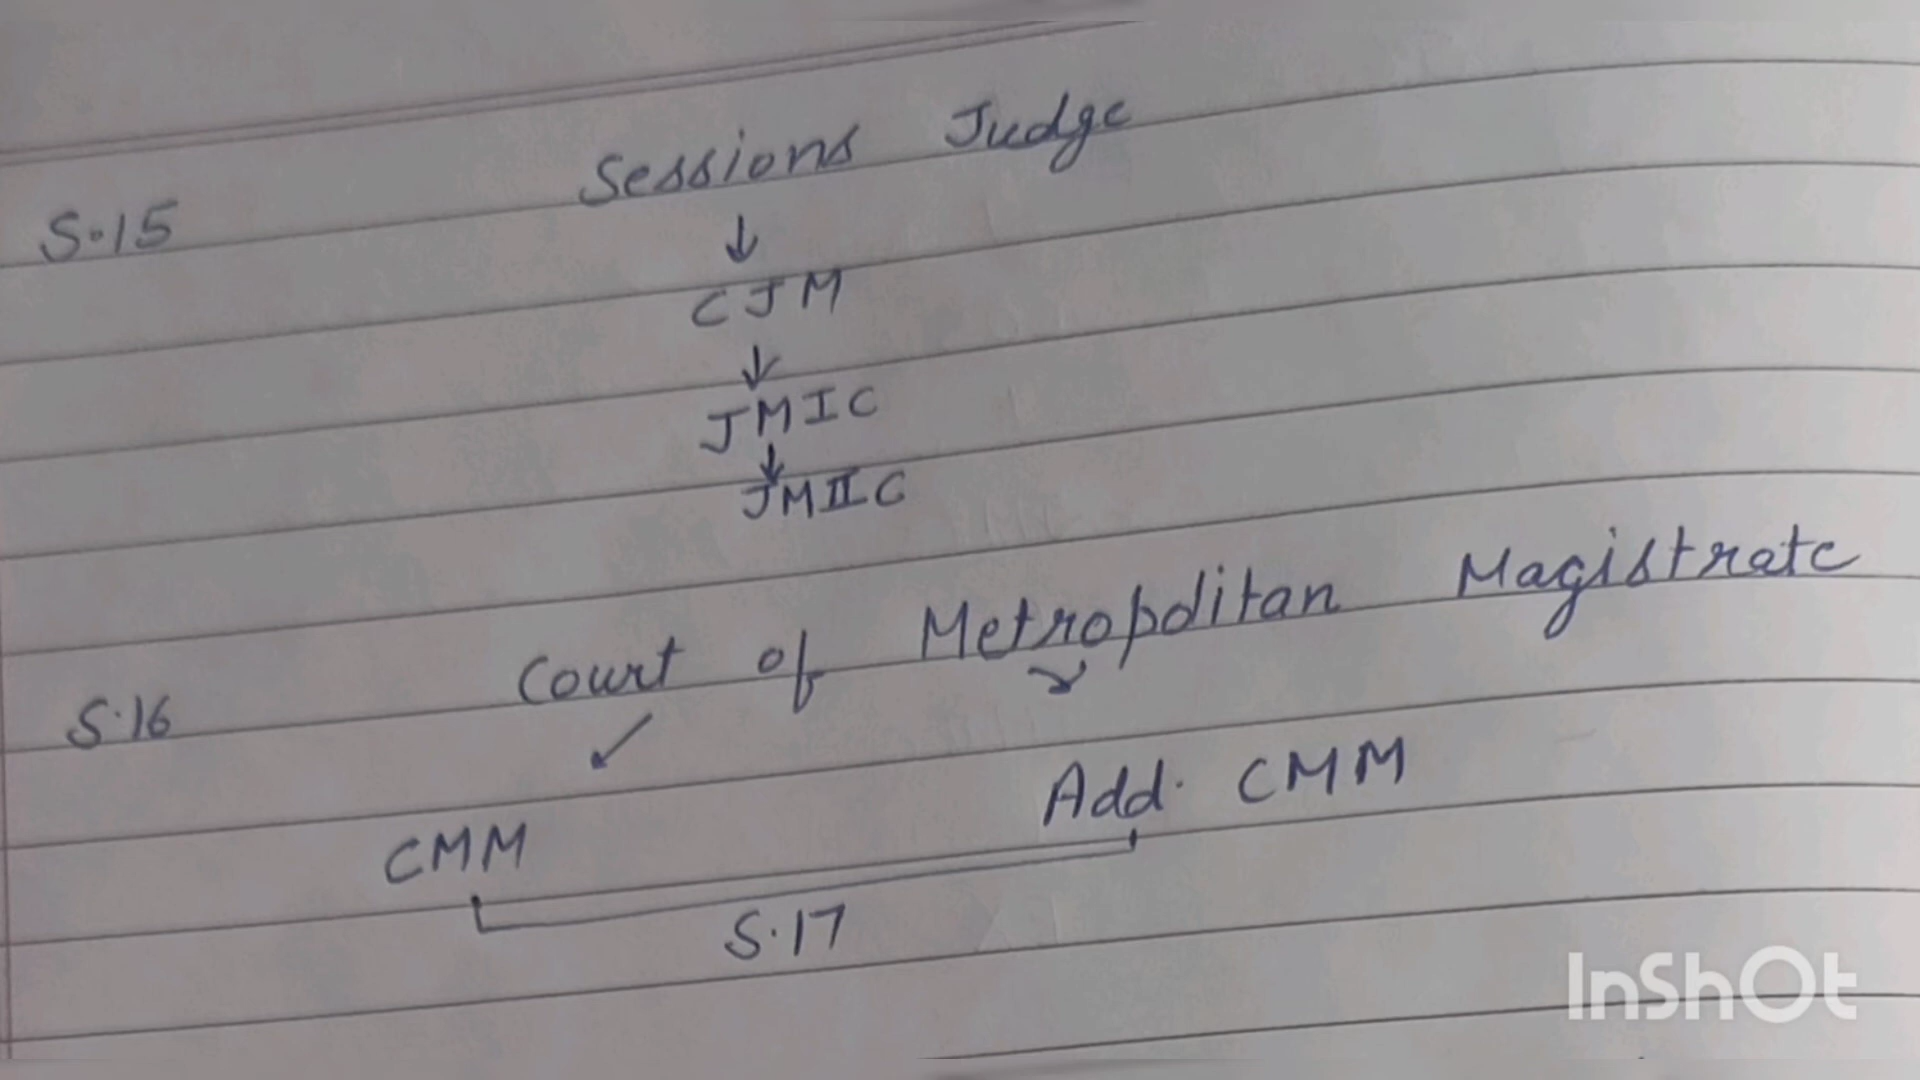 Sessions Judge
S.15
↓
CJM
↓
JMIC
↓
JMIIC
Court of Metropolitan Magistrate
S.16
Add. CMM
CMM
S.17
InShOt